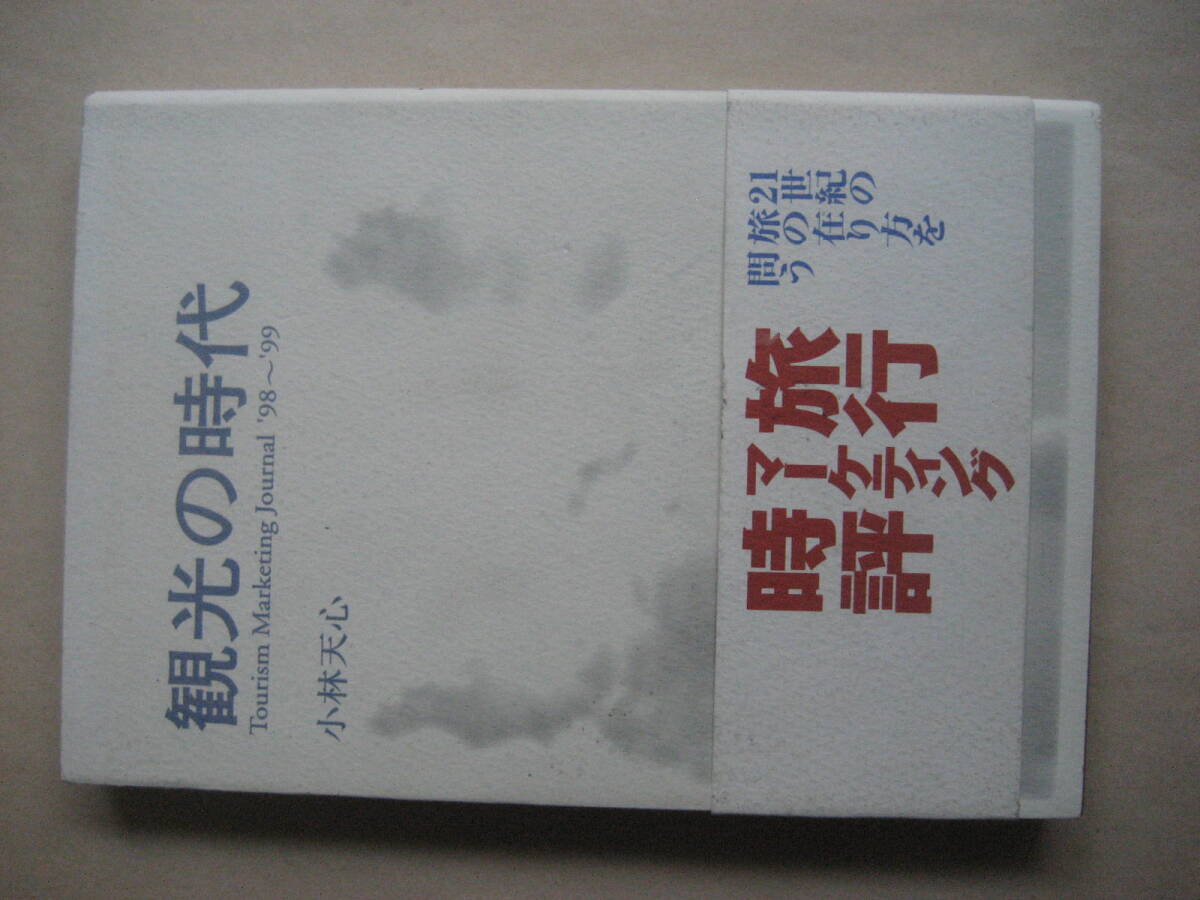 観光の時代
Tourism Marketing Journal '98〜'99
小林天心
21世紀の
旅の在り方を
問う
旅行
マーケティング
時評